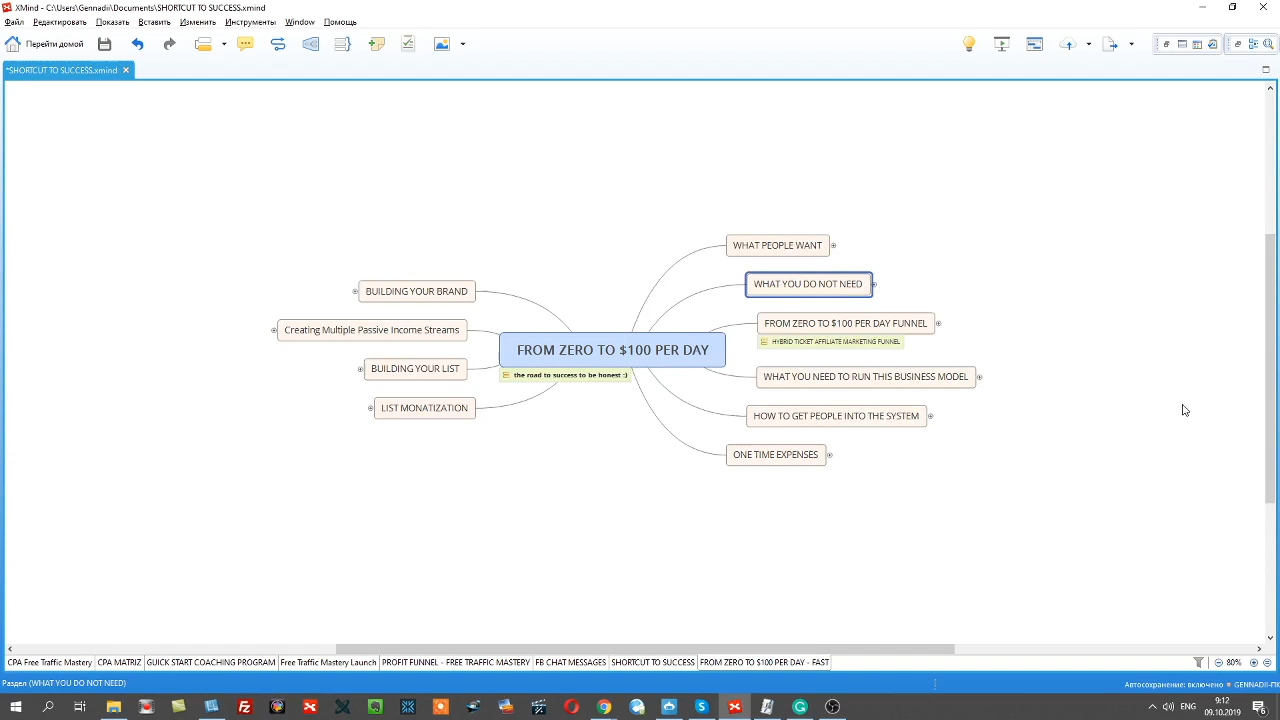 XMind - C:\Users\Gennadii\Documents\SHORTCUT TO SUCCESS.xmind
Файл Редактировать Показать Вставить Изменить Инструменты Window Помощь
Перейти домой
*SHORTCUT TO SUCCESS.xmind
WHAT PEOPLE WANT
WHAT YOU DO NOT NEED
BUILDING YOUR BRAND
FROM ZERO TO $100 PER DAY FUNNEL
Creating Multiple Passive Income Streams
HYBRID TICKET AFFILIATE MARKETING FUNNEL
FROM ZERO TO $100 PER DAY
BUILDING YOUR LIST
the road to success to be honest :)
WHAT YOU NEED TO RUN THIS BUSINESS MODEL
LIST MONATIZATION
HOW TO GET PEOPLE INTO THE SYSTEM
ONE TIME EXPENSES
CPA Free Traffic Mastery CPA MATRIZ GUICK START COACHING PROGRAM Free Traffic Mastery Launch PROFIT FUNNEL - FREE TRAFFIC MASTERY FB CHAT MESSAGES SHORTCUT TO SUCCESS FROM ZERO TO $100 PER DAY - FAST 80%
Раздел (WHAT YOU DO NOT NEED) Автосохранение: включено GENNADII-ПК
ENG 9:12
09.10.2019